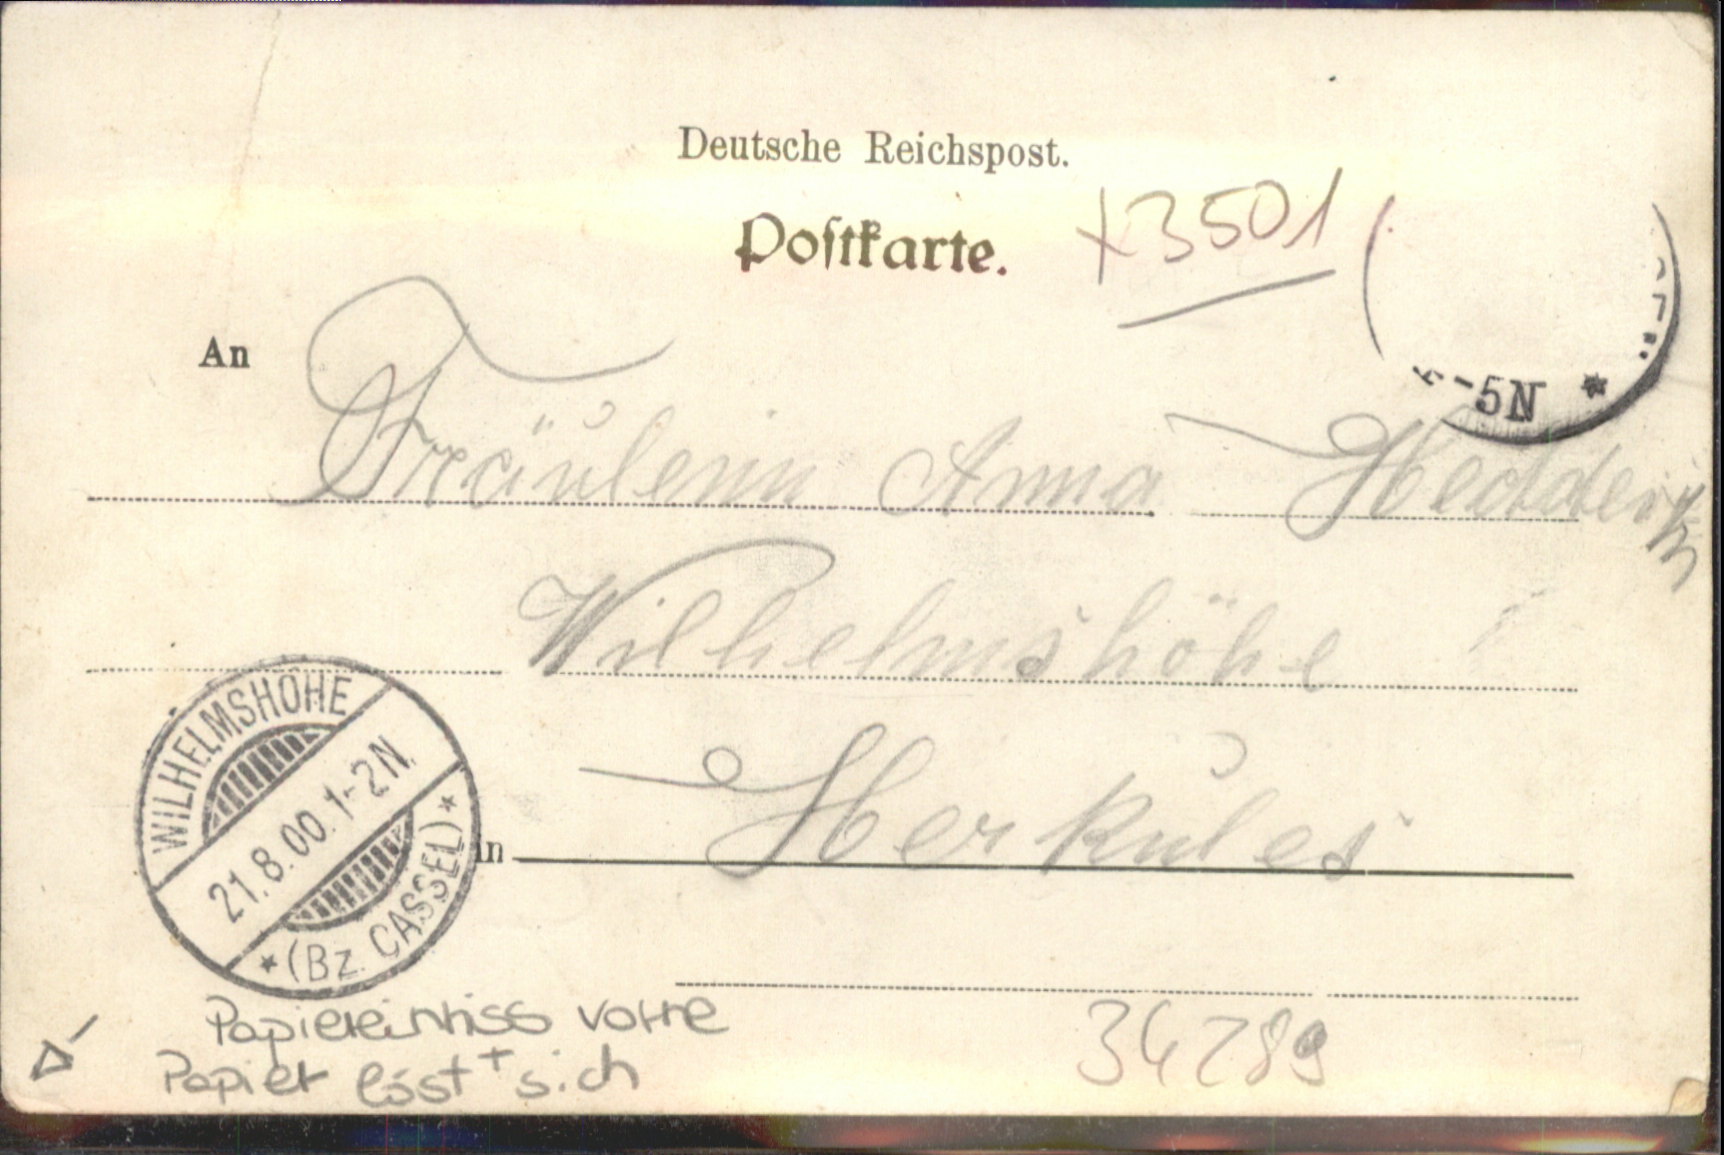 Deutsche Reichspost.
Postkarte.
x3501
An
-5N *
Fräulein Anna
Wilhelmshöhe
in Herkules
WILHELMSHÖHE
21.8.00.1-2N.
* (Bz. CASSEL) *
Papiereinriss vorne
+
Papier löst sich
34289